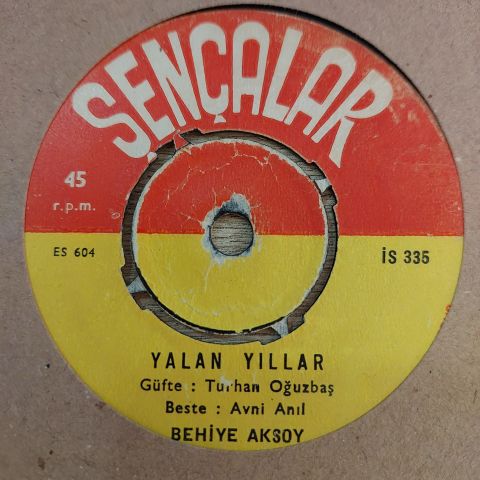 ŞENÇALAR
45
r.p.m.
ES 604
İS 335
YALAN YILLAR
Güfte : Turhan Oğuzbaş
Beste : Avni Anıl
BEHİYE AKSOY